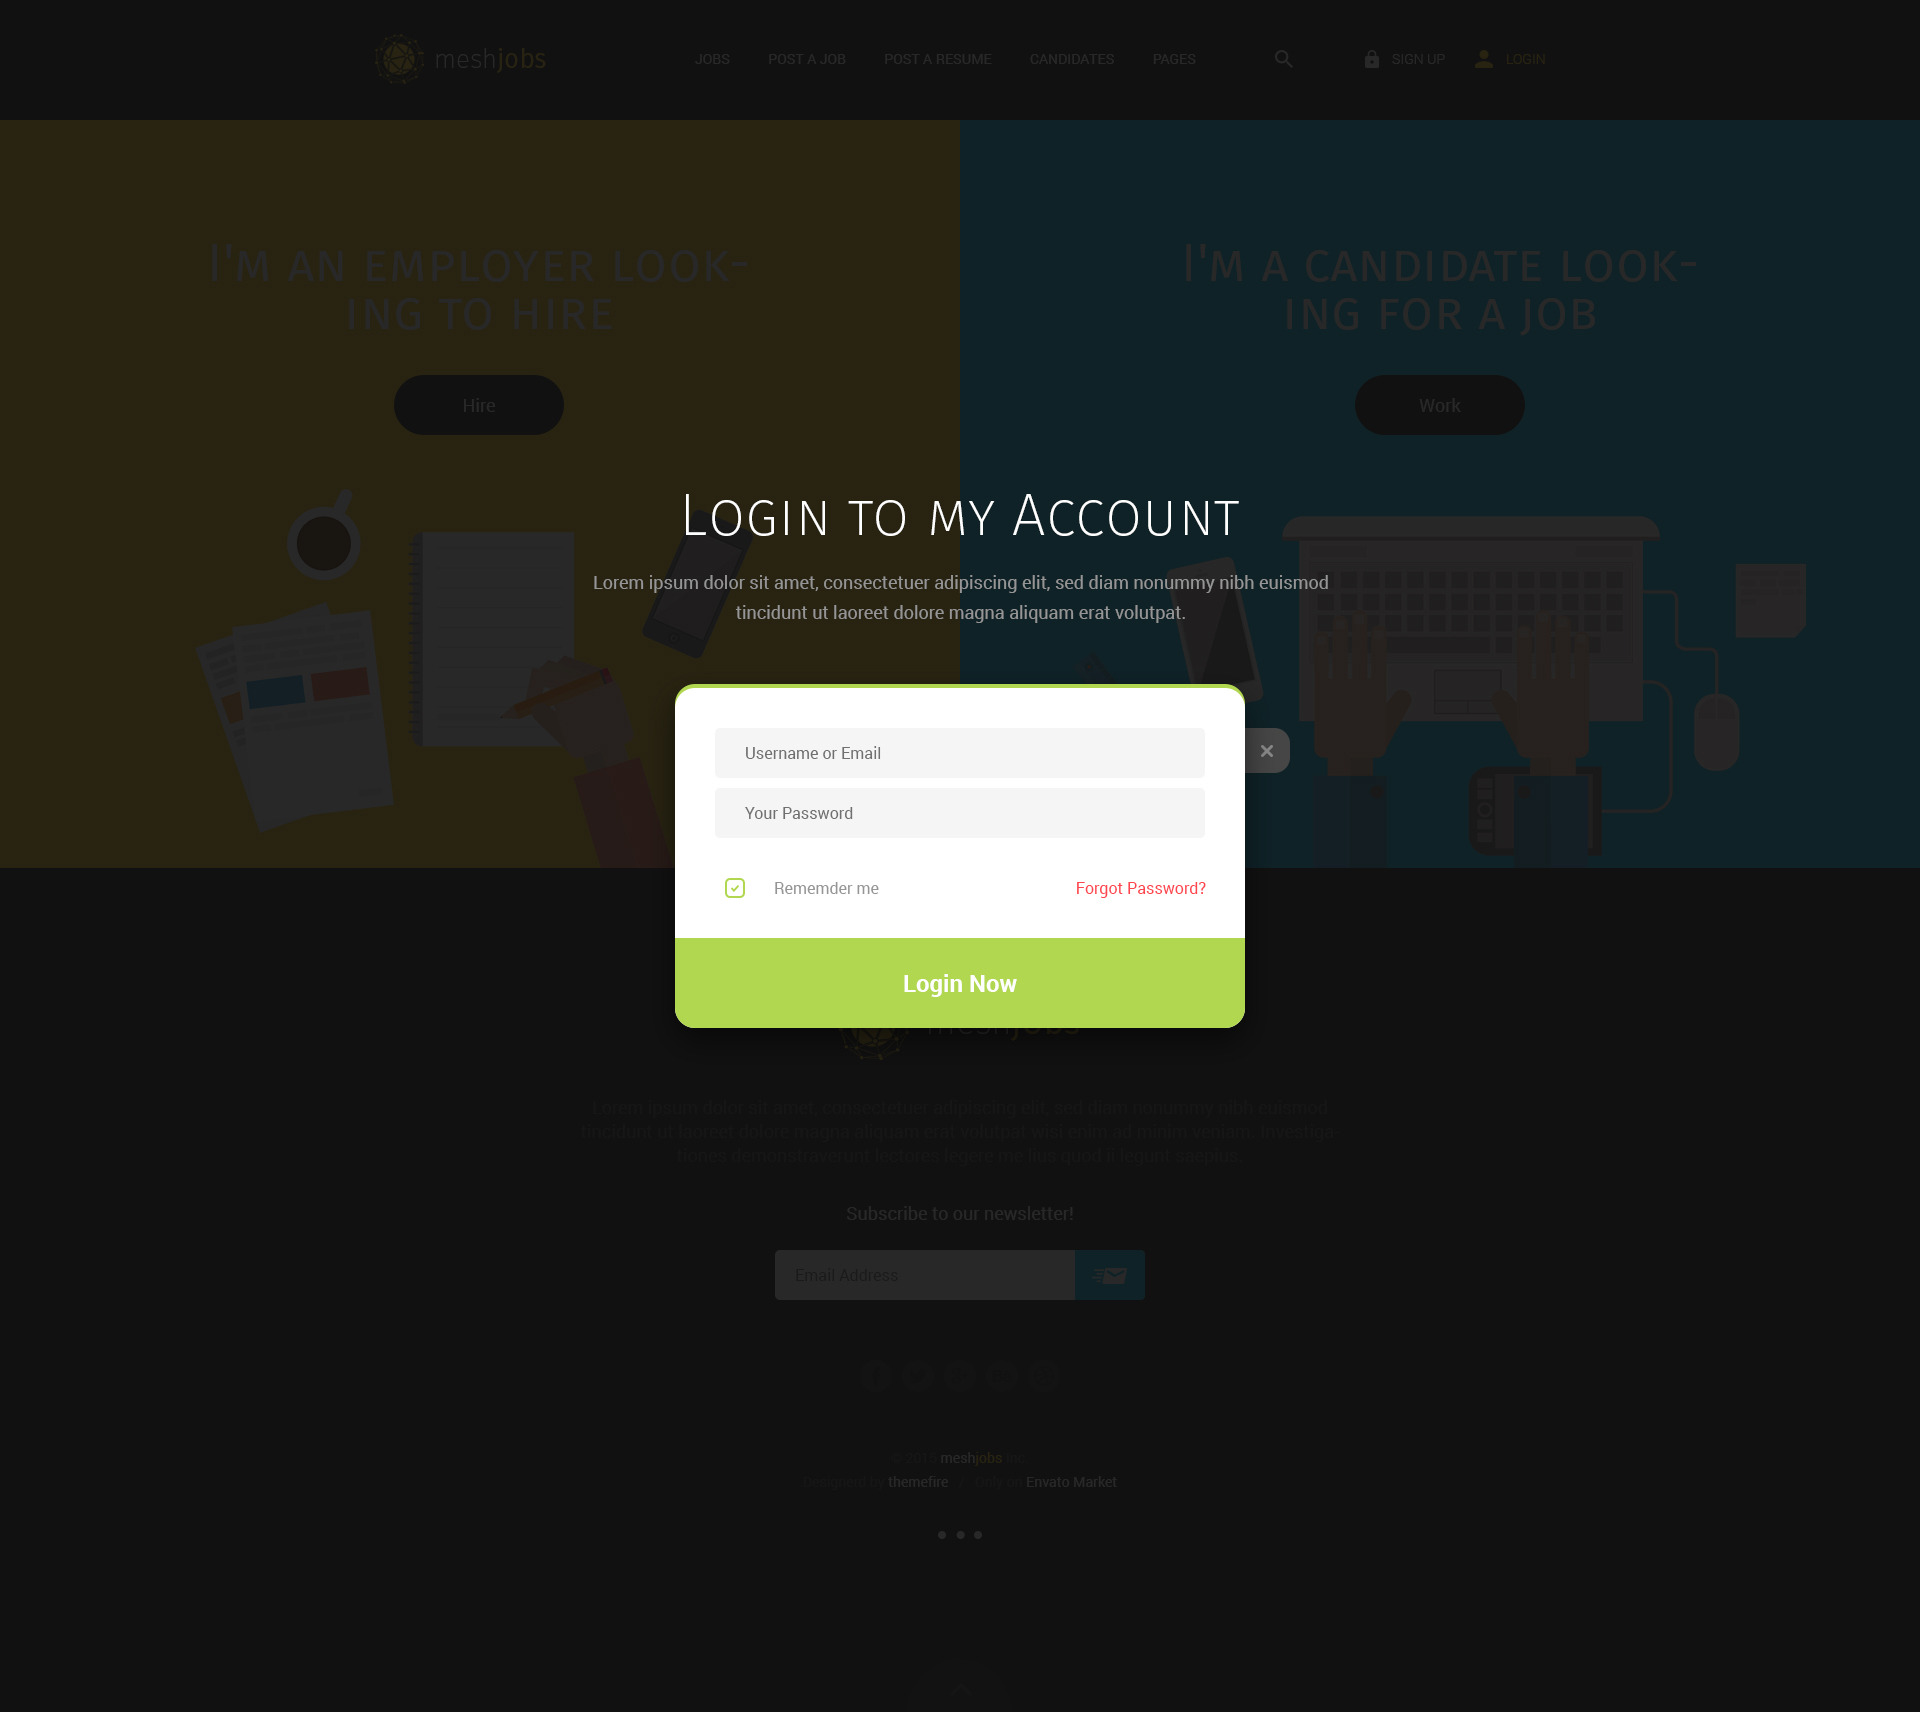 meshjobs
JOBS
POST A JOB
POST A RESUME
CANDIDATES
PAGES
SIGN UP
LOGIN
I'M AN EMPLOYER LOOK-
ING TO HIRE
I'M A CANDIDATE LOOK-
ING FOR A JOB
Hire
Work
LOGIN TO MY ACCOUNT
Lorem ipsum dolor sit amet, consectetuer adipiscing elit, sed diam nonummy nibh euismod
tincidunt ut laoreet dolore magna aliquam erat volutpat.
Username or Email
Your Password
Rememder me
Forgot Password?
Login Now
meshjobs
Lorem ipsum dolor sit amet, consectetuer adipiscing elit, sed diam nonummy nibh euismod
tincidunt ut laoreet dolore magna aliquam erat volutpat wisi enim ad minim veniam. Investiga-
tiones demonstraverunt lectores legere me lius quod ii legunt saepius.
Subscribe to our newsletter!
Email Address
© 2015 meshjobs Inc.
Designed by themefire | Only on Envato Market